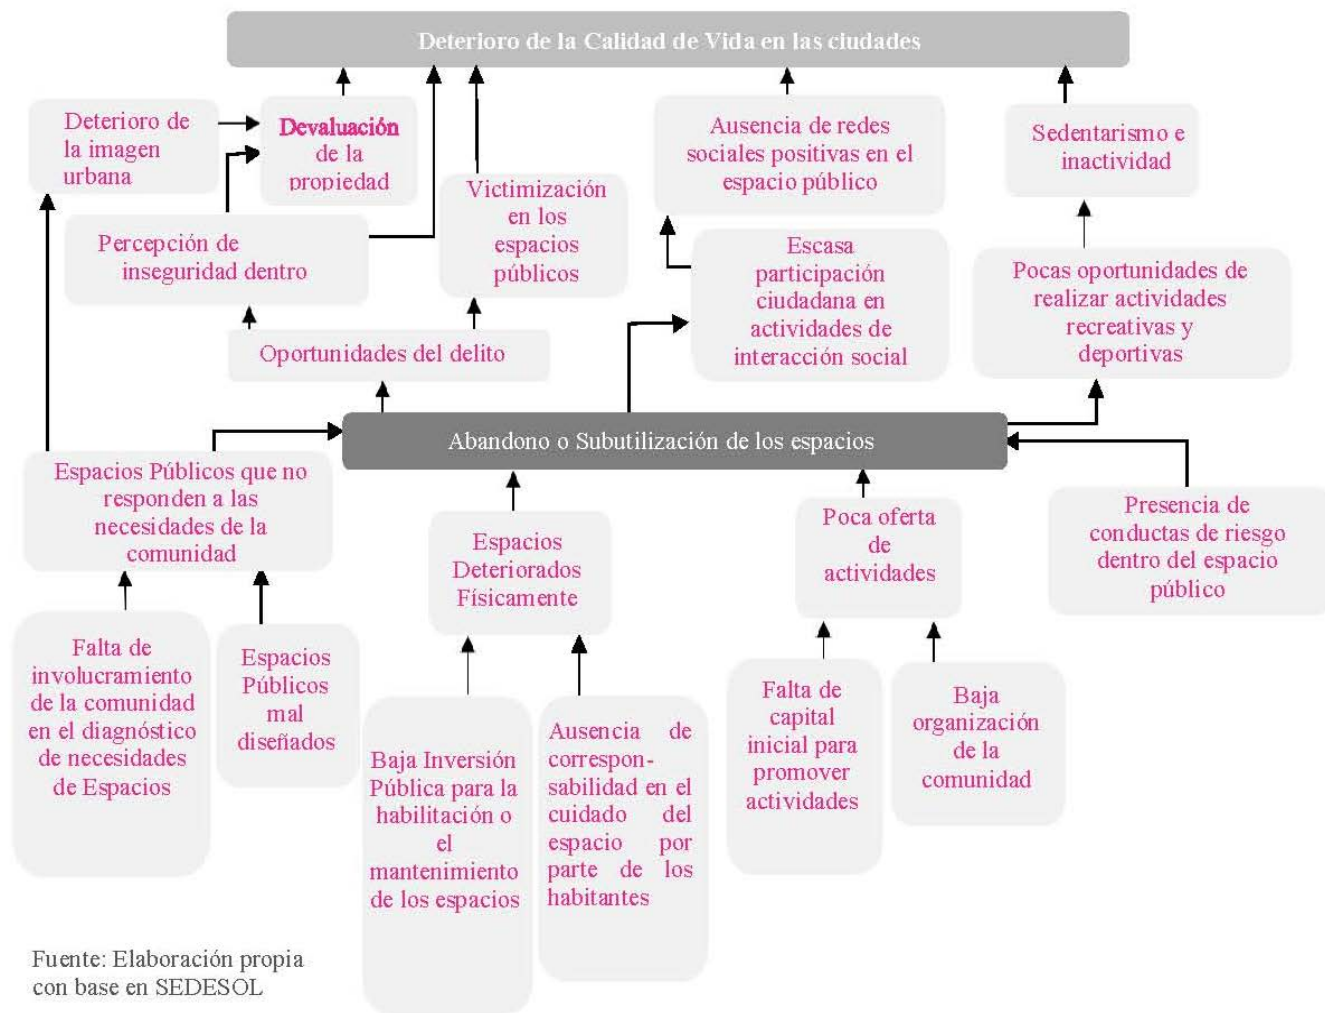 Deterioro de la Calidad de Vida en las ciudades
Deterioro de
la imagen
urbana
Devaluación
de la
propiedad
Victimización
en los
espacios
públicos
Percepción de
inseguridad dentro
Oportunidades del delito
Ausencia de redes
sociales positivas en el
espacio público
Escasa
participación
ciudadana en
actividades de
interacción social
Sedentarismo e
inactividad
Pocas oportunidades de
realizar actividades
recreativas y
deportivas
Abandono o Subutilización de los espacios
Espacios Públicos que no
responden a las
necesidades de la
comunidad
Espacios
Deteriorados
Físicamente
Poca oferta
de
actividades
Presencia de
conductas de riesgo
dentro del espacio
público
Falta de
involucramiento
de la comunidad
en el diagnóstico
de necesidades
de Espacios
Espacios
Públicos
mal
diseñados
Baja Inversión
Pública para la
habilitación o
el
mantenimiento
de los espacios
Ausencia de
correspon-
sabilidad en el
cuidado del
espacio por
parte de los
habitantes
Falta de
capital
inicial para
promover
actividades
Baja
organización
de la
comunidad
Fuente: Elaboración propia
con base en SEDESOL